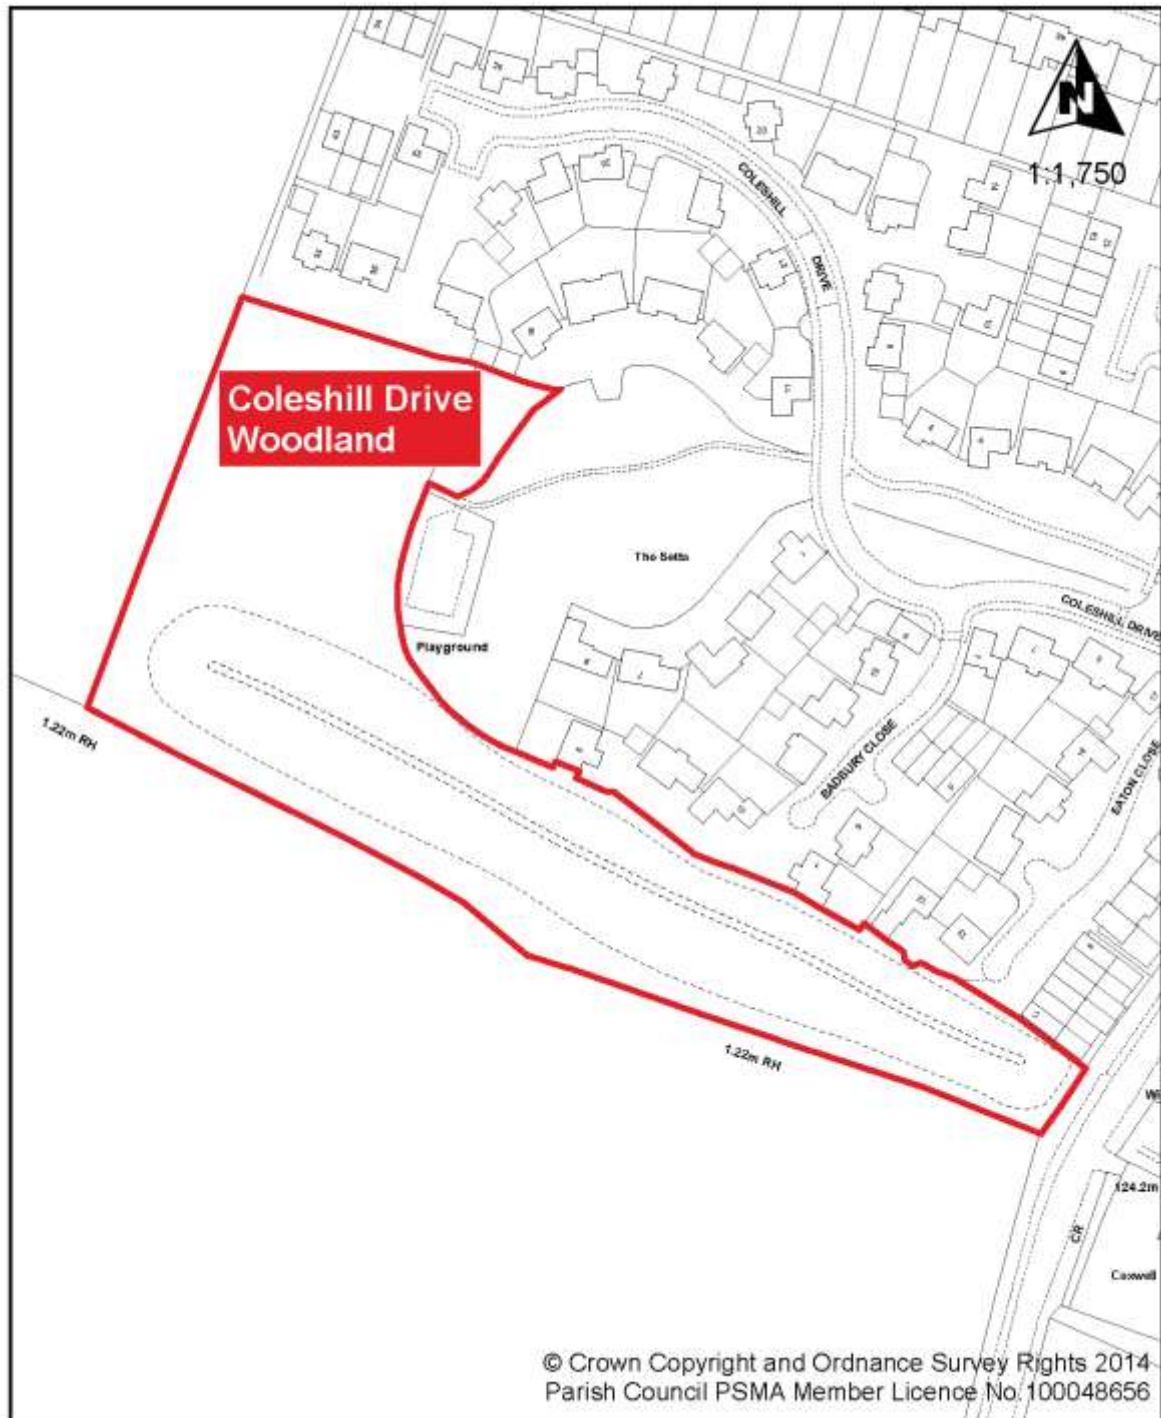 N
1:1,750
COLESHILL
DRIVE
Coleshill Drive
Woodland
The Setts
COLESHILL DRIVE
Playground
1.22m RH
BADBURY CLOSE
EATON CLOSE
1.22m RH
124.2m
CR
Coxwell
© Crown Copyright and Ordnance Survey Rights 2014
Parish Council PSMA Member Licence No 100048656